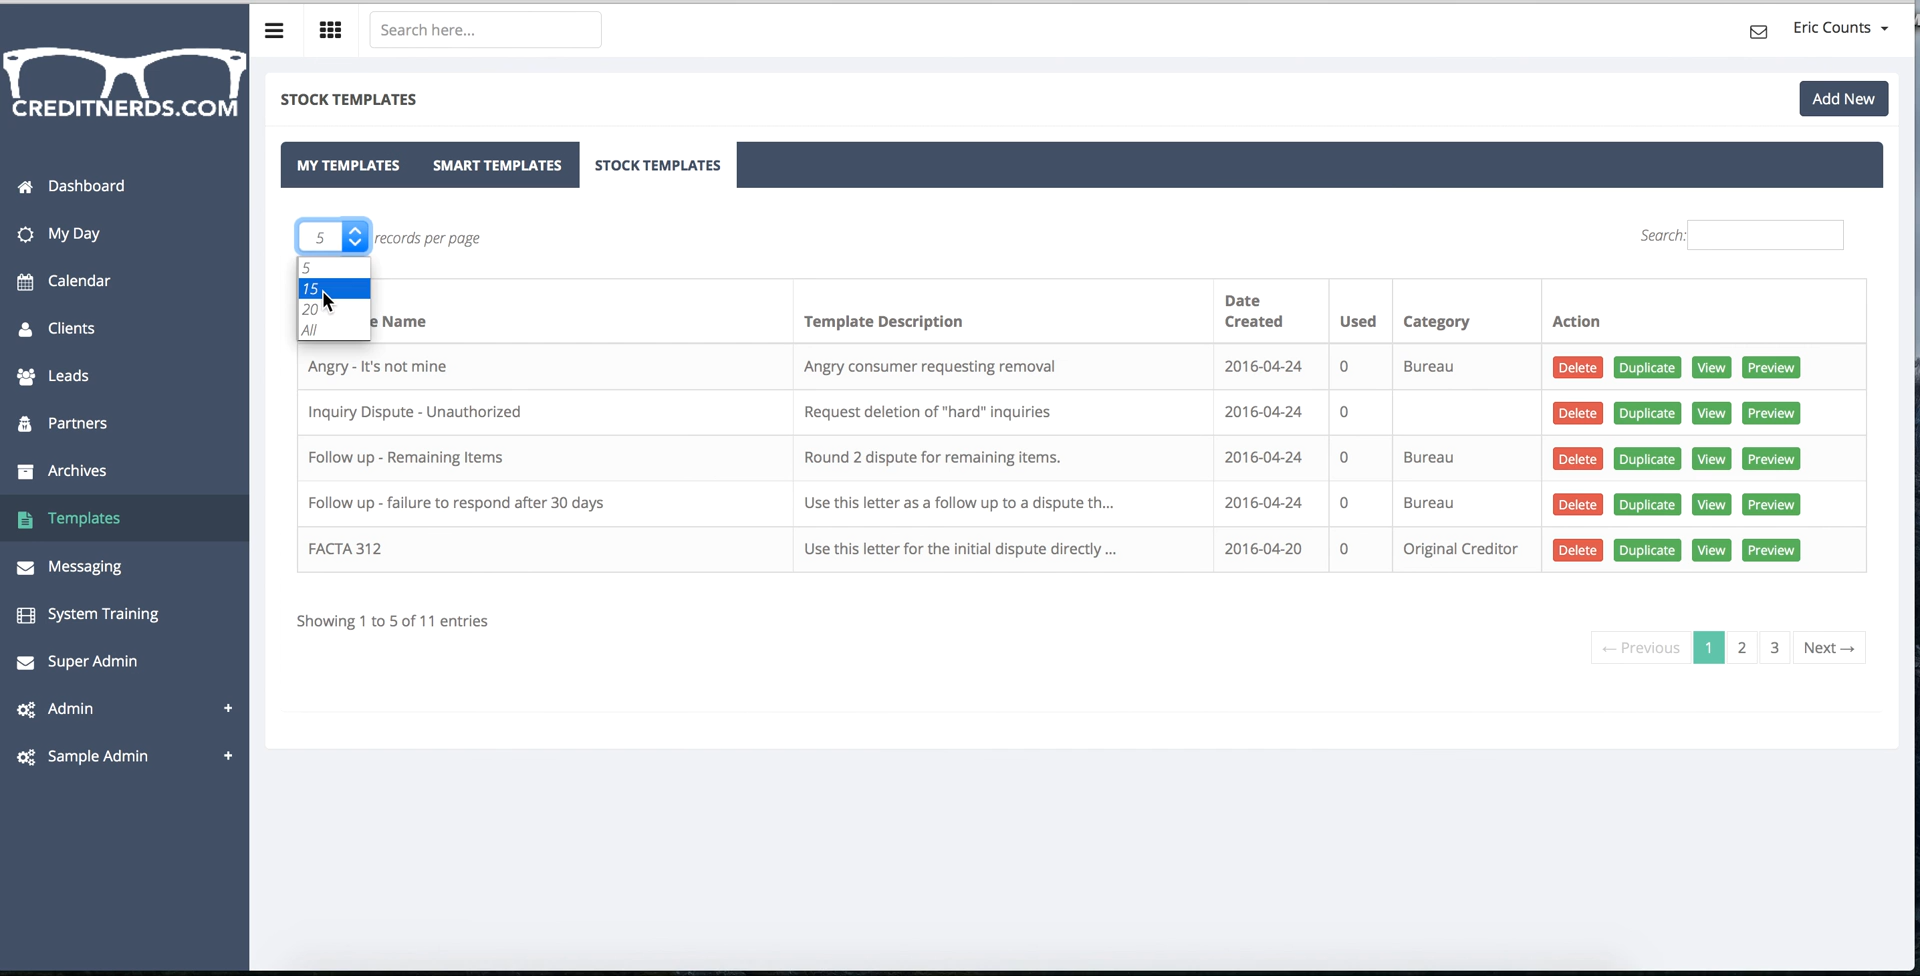 CREDITNERDS.COM
Search here...
Eric Counts
STOCK TEMPLATES
Add New
MY TEMPLATES SMART TEMPLATES STOCK TEMPLATES
5 records per page
Search:
5
15
20
All
e Name Template Description Date Created Used Category Action
Angry - It's not mine Angry consumer requesting removal 2016-04-24 0 Bureau Delete Duplicate View Preview
Inquiry Dispute - Unauthorized Request deletion of "hard" inquiries 2016-04-24 0 Delete Duplicate View Preview
Follow up - Remaining Items Round 2 dispute for remaining items. 2016-04-24 0 Bureau Delete Duplicate View Preview
Follow up - failure to respond after 30 days Use this letter as a follow up to a dispute th... 2016-04-24 0 Bureau Delete Duplicate View Preview
FACTA 312 Use this letter for the initial dispute directly ... 2016-04-20 0 Original Creditor Delete Duplicate View Preview
Showing 1 to 5 of 11 entries
← Previous 1 2 3 Next →
Dashboard
My Day
Calendar
Clients
Leads
Partners
Archives
Templates
Messaging
System Training
Super Admin
Admin +
Sample Admin +